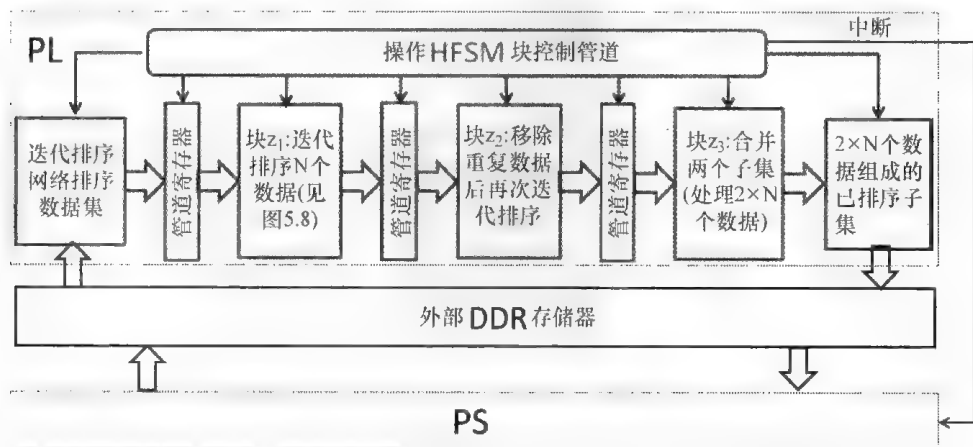 中断
PL
操作HFSM块控制管道
迭代排序
网络排序
数据集
管道寄存器
块z₁:迭代
排序N个
数据(见
图5.8)
管道寄存器
块z₂:移除
重复数据
后再次迭
代排序
管道寄存器
块z₃:合并
两个子集
(处理2×N
个数据)
2×N个数
据组成的
已排序子
集
外部DDR存储器
PS